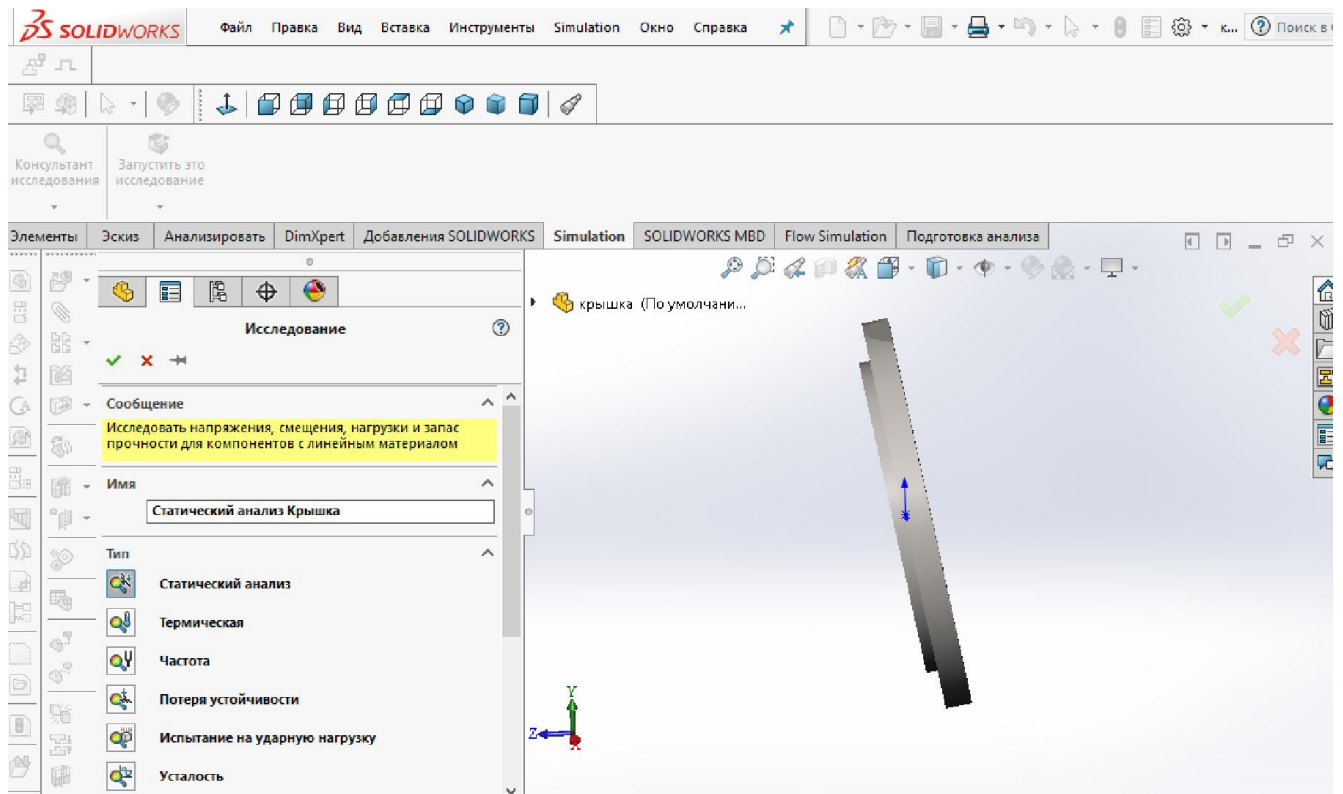 SOLIDWORKS Файл Правка Вид Вставка Инструменты Simulation Окно Справка к... Поиск в
Консультант исследования
Запустить это исследование
Элементы Эскиз Анализировать DimXpert Добавления SOLIDWORKS Simulation SOLIDWORKS MBD Flow Simulation Подготовка анализа
крышка (По умолчани...
Исследование
Сообщение
Исследовать напряжения, смещения, нагрузки и запас
прочности для компонентов с линейным материалом
Имя
Статический анализ Крышка
Тип
Статический анализ
Термическая
Частота
Потеря устойчивости
Испытание на ударную нагрузку
Усталость
Y
Z